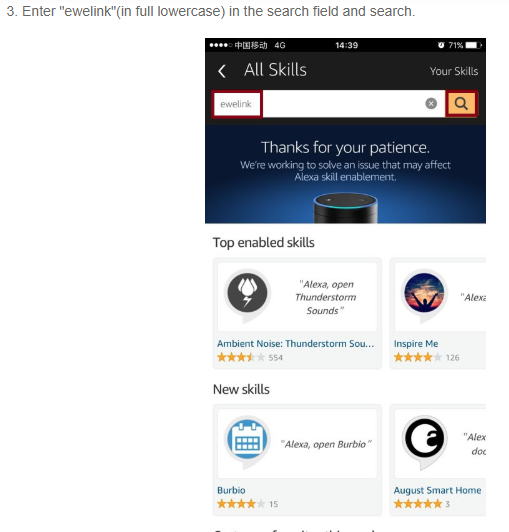 3. Enter "ewelink"(in full lowercase) in the search field and search.
中国移动 4G 14:39 71%
All Skills Your Skills
ewelink
Thanks for your patience.
We're working to solve an issue that may affect
Alexa skill enablement.
Top enabled skills
"Alexa, open
Thunderstorm
Sounds"
"Alexa
Ambient Noise: Thunderstorm Sou... Inspire Me
554 126
New skills
"Alexa, open Burbio"
"Alex
doo
Burbio August Smart Home
15 3